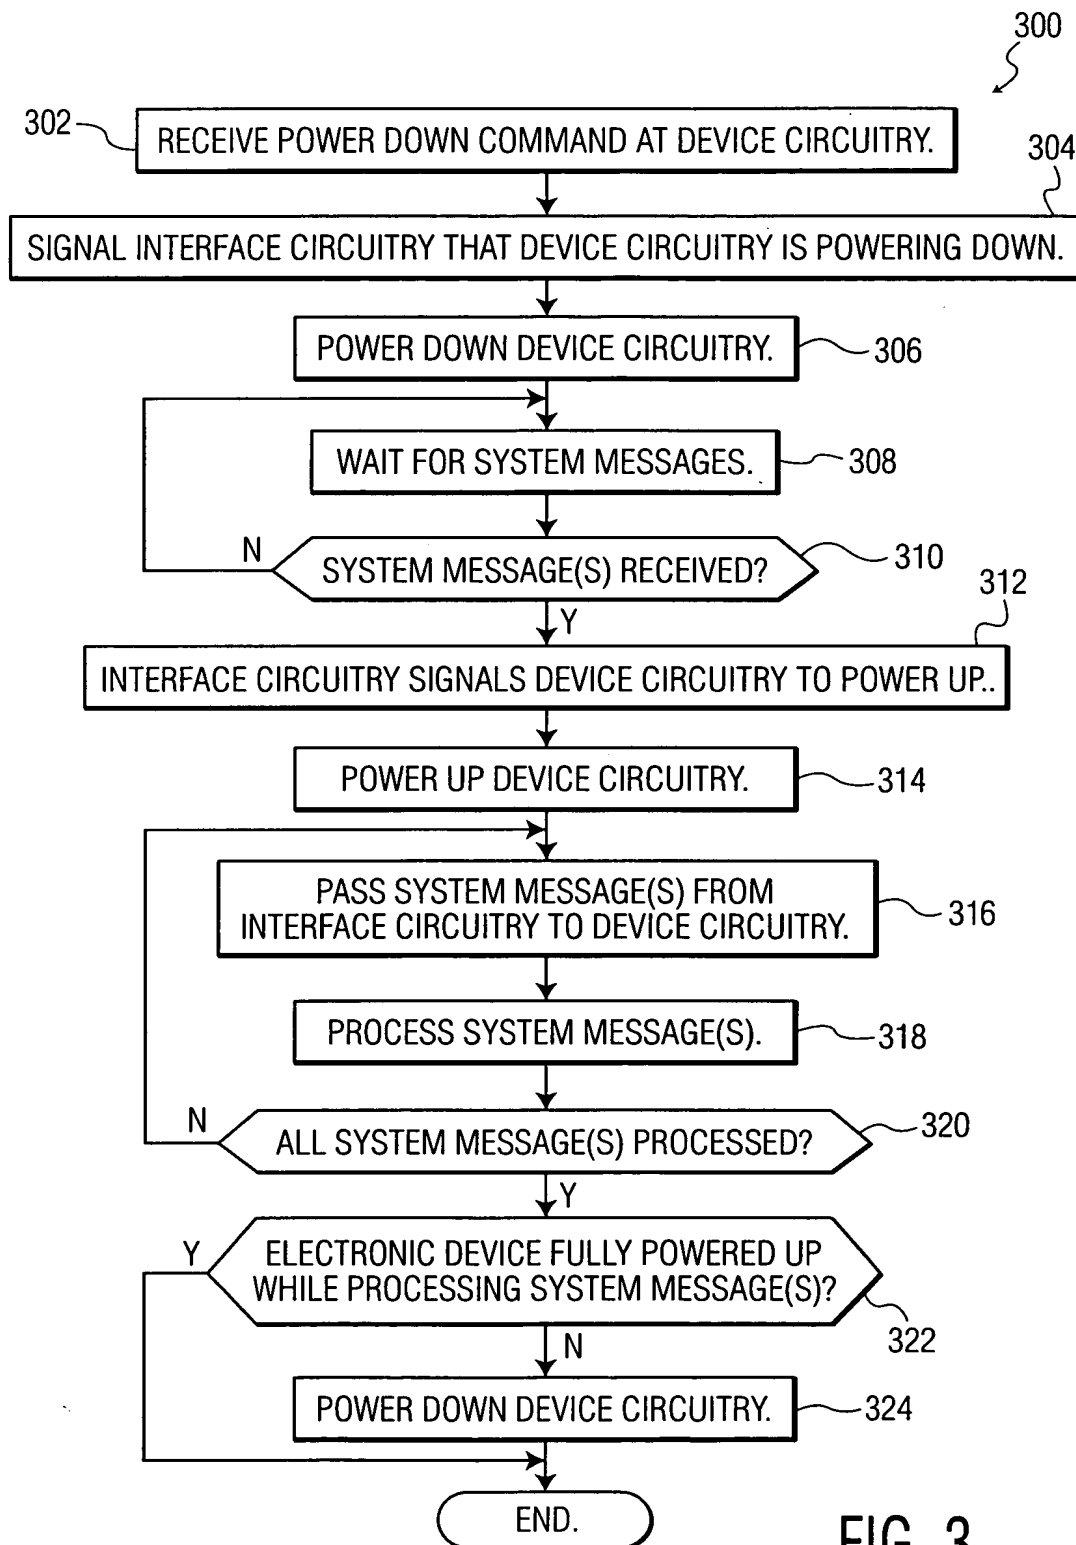 300
302
RECEIVE POWER DOWN COMMAND AT DEVICE CIRCUITRY.
304
SIGNAL INTERFACE CIRCUITRY THAT DEVICE CIRCUITRY IS POWERING DOWN.
POWER DOWN DEVICE CIRCUITRY.
306
WAIT FOR SYSTEM MESSAGES.
308
N
SYSTEM MESSAGE(S) RECEIVED?
310
Y
312
INTERFACE CIRCUITRY SIGNALS DEVICE CIRCUITRY TO POWER UP..
POWER UP DEVICE CIRCUITRY.
314
PASS SYSTEM MESSAGE(S) FROM
INTERFACE CIRCUITRY TO DEVICE CIRCUITRY.
316
PROCESS SYSTEM MESSAGE(S).
318
N
ALL SYSTEM MESSAGE(S) PROCESSED?
320
Y
Y
ELECTRONIC DEVICE FULLY POWERED UP
WHILE PROCESSING SYSTEM MESSAGE(S)?
322
N
POWER DOWN DEVICE CIRCUITRY.
324
END.
FIG. 3